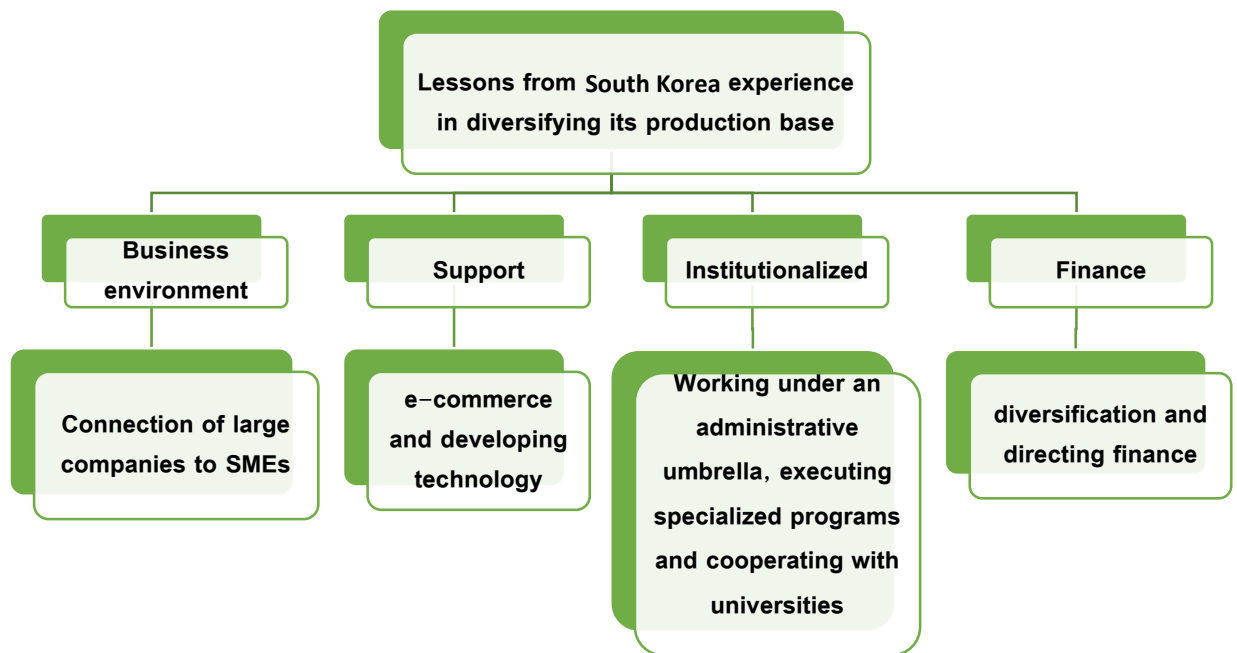 Lessons from South Korea experience
in diversifying its production base
Business
environment
Support
Institutionalized
Finance
Connection of large
companies to SMEs
e-commerce
and developing
technology
Working under an
administrative
umbrella, executing
specialized programs
and cooperating with
universities
diversification and
directing finance